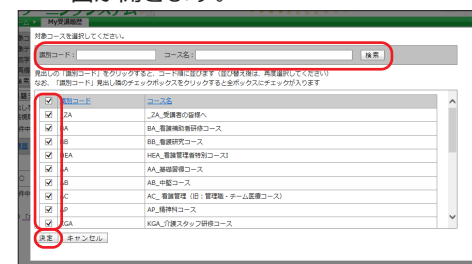 My受講履歴
対象コースを選択してください。
識別コード： コース名： 検索
見出しの「識別コード」をクリックすると、コード順に並びます（並び替え後は、再度選択してください）
なお、「識別コード」見出し横のチェックボックスをクリックすると全ボックスにチェックが入ります
識別コード コース名
_ZA _ZA_受講者の皆様へ
BA BA_看護補助者研修コース
BB BB_看護研究コース
HEA HEA_看護管理者特別コースI
AA AA_基礎習得コース
AB AB_中堅コース
AC AC_ 看護管理（旧：管理職・チーム医療コース）
AP AP_精神科コース
KGA KGA_介護スタッフ研修コース
決定 キャンセル